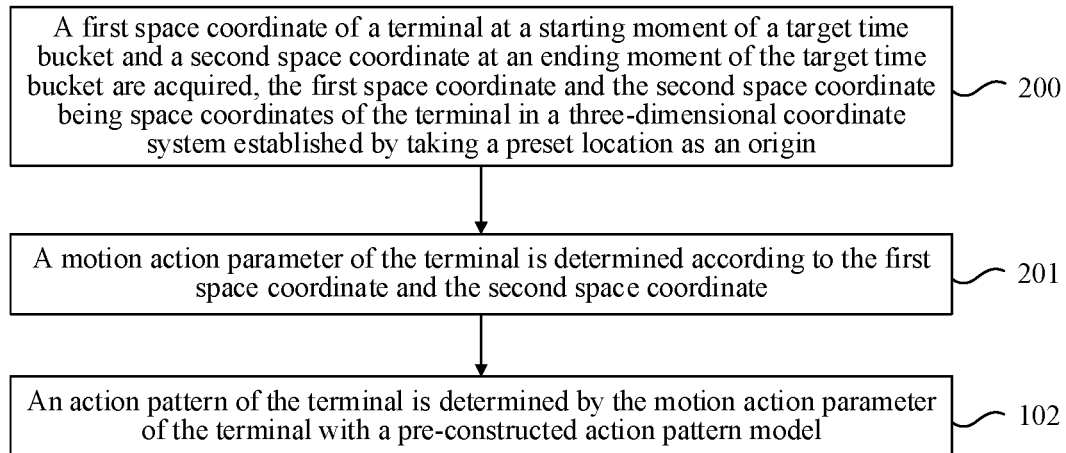 A first space coordinate of a terminal at a starting moment of a target time
bucket and a second space coordinate at an ending moment of the target time
bucket are acquired, the first space coordinate and the second space coordinate
being space coordinates of the terminal in a three-dimensional coordinate
system established by taking a preset location as an origin
200
A motion action parameter of the terminal is determined according to the first
space coordinate and the second space coordinate
201
An action pattern of the terminal is determined by the motion action parameter
of the terminal with a pre-constructed action pattern model
102